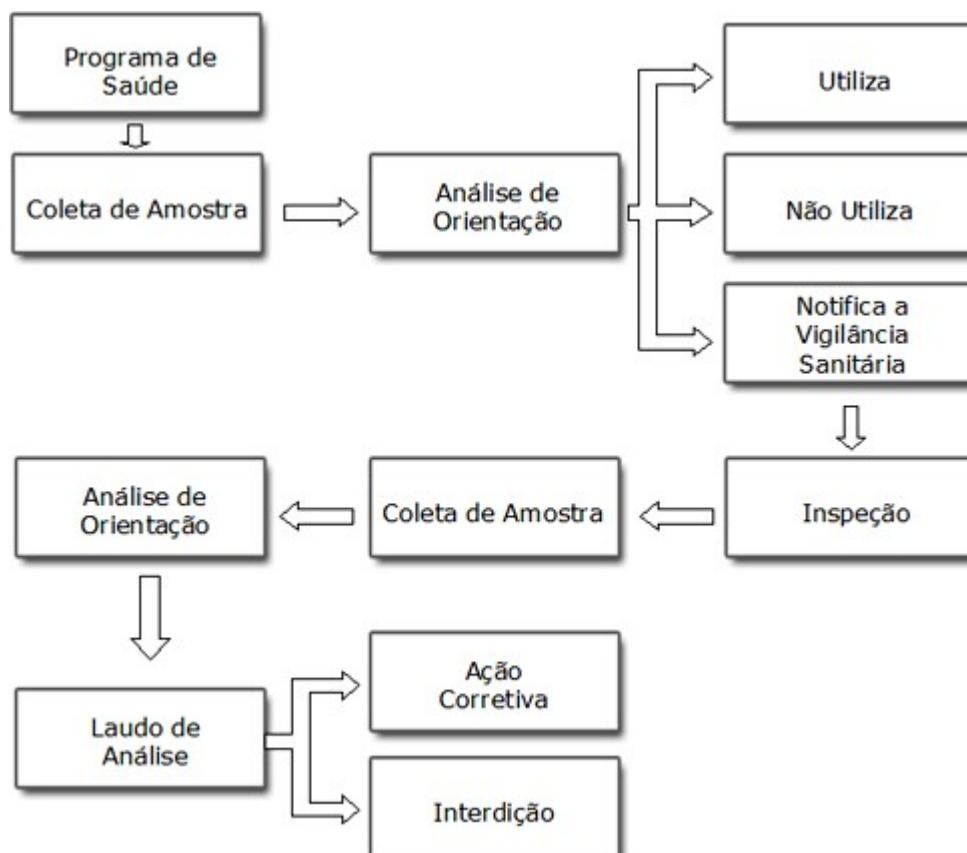 Programa de
Saúde
Coleta de Amostra
Análise de
Orientação
Utiliza
Não Utiliza
Notifica a
Vigilância
Sanitária
Inspeção
Coleta de Amostra
Análise de
Orientação
Laudo de
Análise
Ação
Corretiva
Interdição